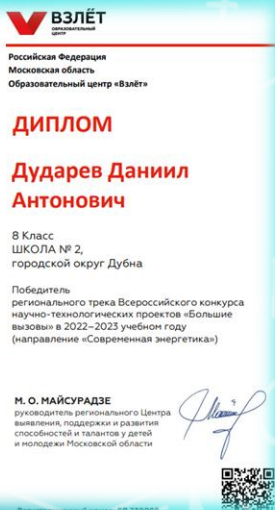 ВЗЛЁТ
ОБРАЗОВАТЕЛЬНЫЙ
ЦЕНТР
Российская Федерация
Московская область
Образовательный центр «Взлёт»
ДИПЛОМ
Дударев Даниил
Антонович
8 Класс
ШКОЛА № 2,
городской округ Дубна
Победитель
регионального трека Всероссийского конкурса
научно-технологических проектов «Большие
вызовы» в 2022–2023 учебном году
(направление «Современная энергетика»)
М. О. МАЙСУРАДЗЕ
руководитель регионального Центра
выявления, поддержки и развития
способностей и талантов у детей
и молодежи Московской области